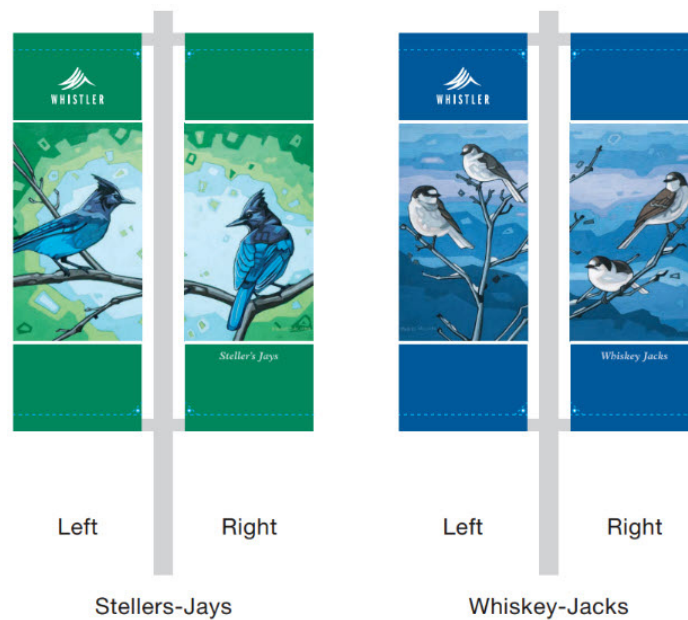 WHISTLER
WHISTLER
Steller's Jays
Whiskey Jacks
Left
Right
Left
Right
Stellers-Jays
Whiskey-Jacks